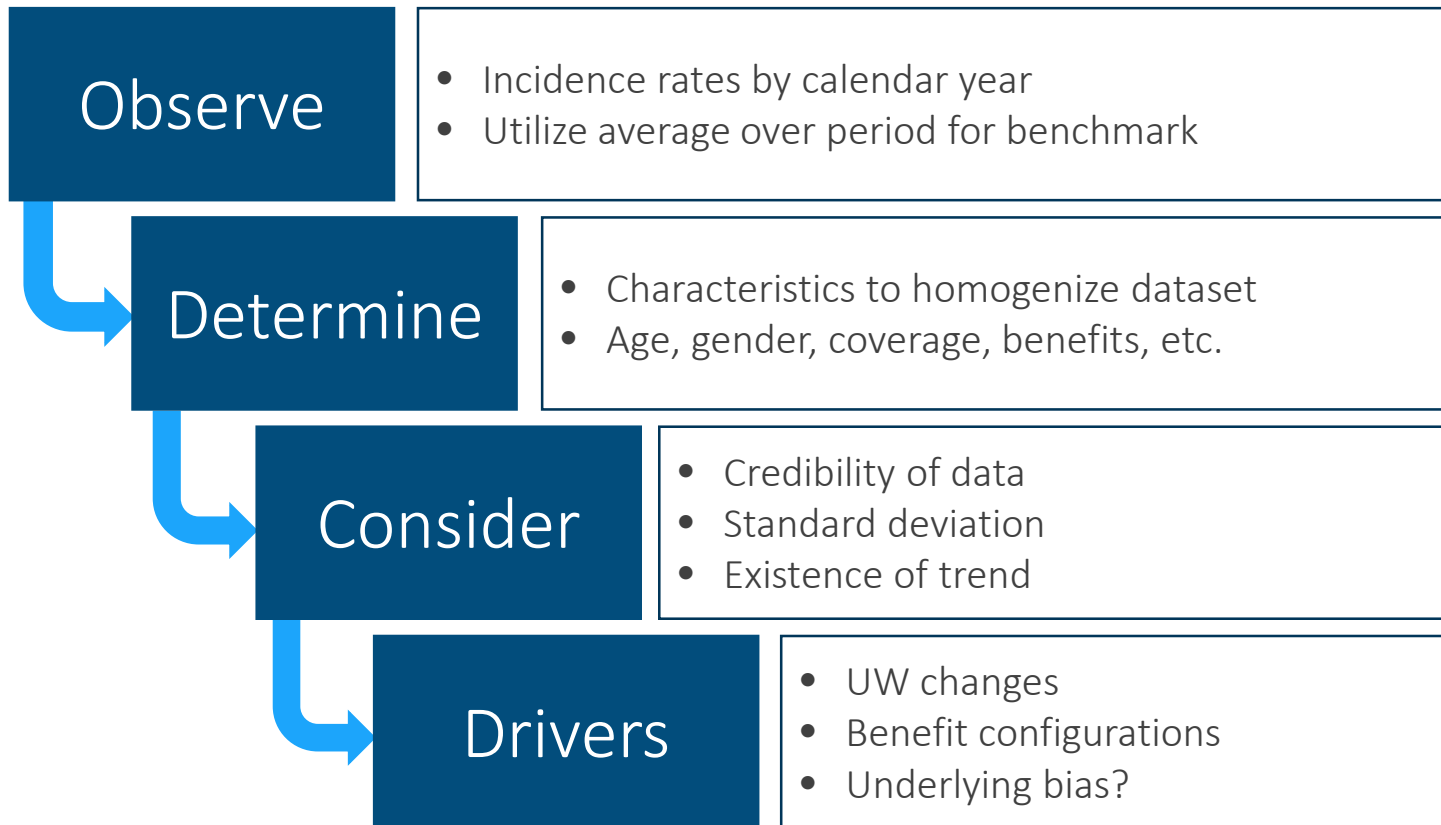 Observe
• Incidence rates by calendar year
• Utilize average over period for benchmark
Determine
• Characteristics to homogenize dataset
• Age, gender, coverage, benefits, etc.
Consider
• Credibility of data
• Standard deviation
• Existence of trend
Drivers
• UW changes
• Benefit configurations
• Underlying bias?